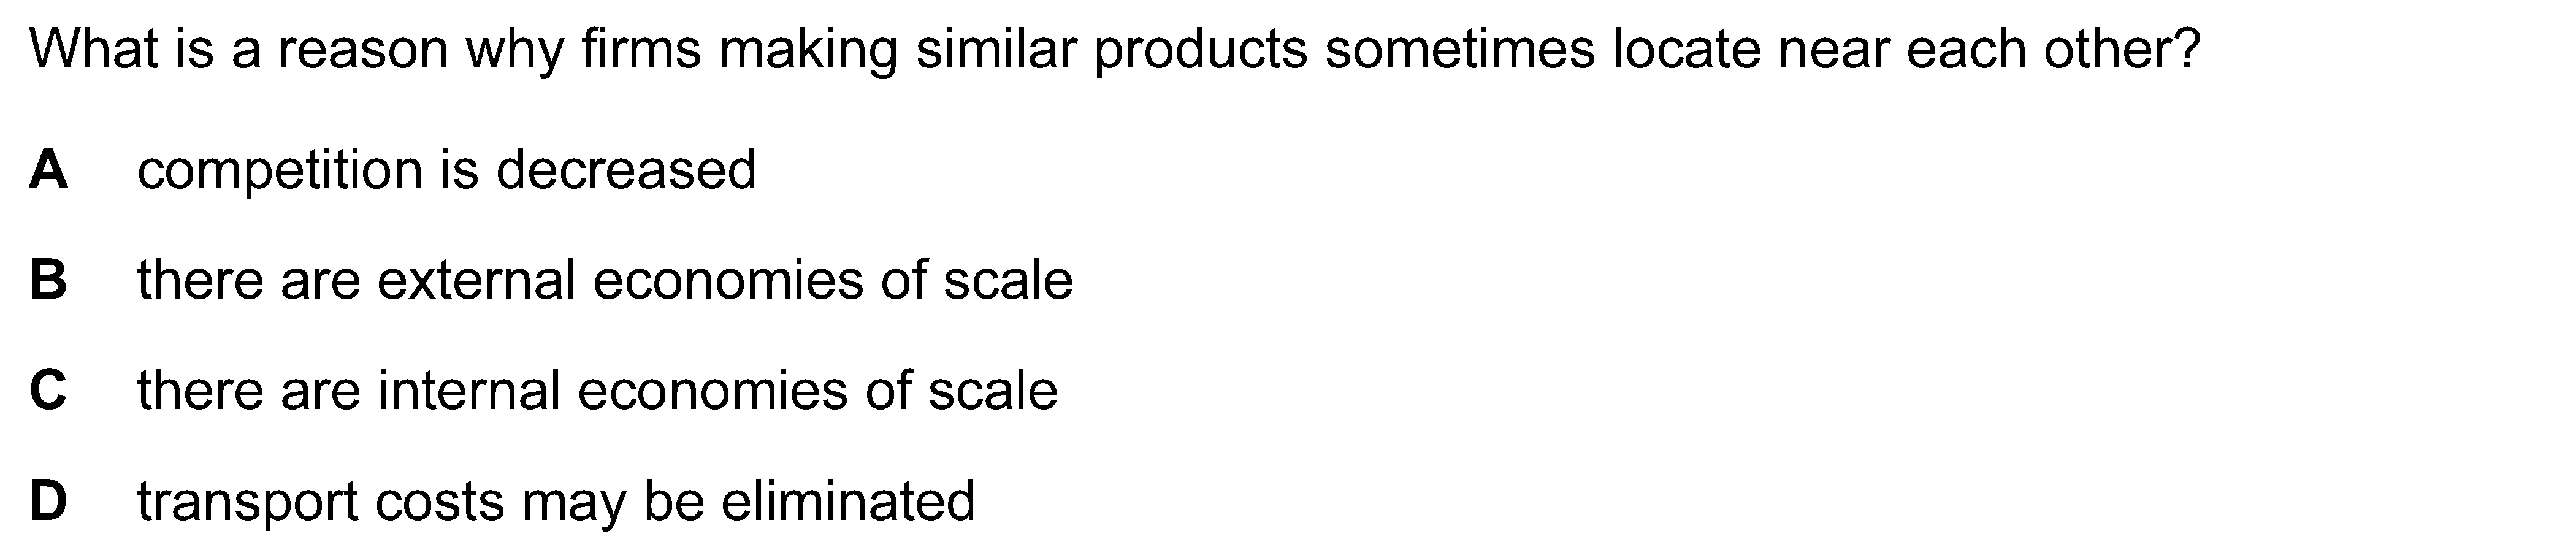 What is a reason why firms making similar products sometimes locate near each other?
A competition is decreased
B there are external economies of scale
C there are internal economies of scale
D transport costs may be eliminated